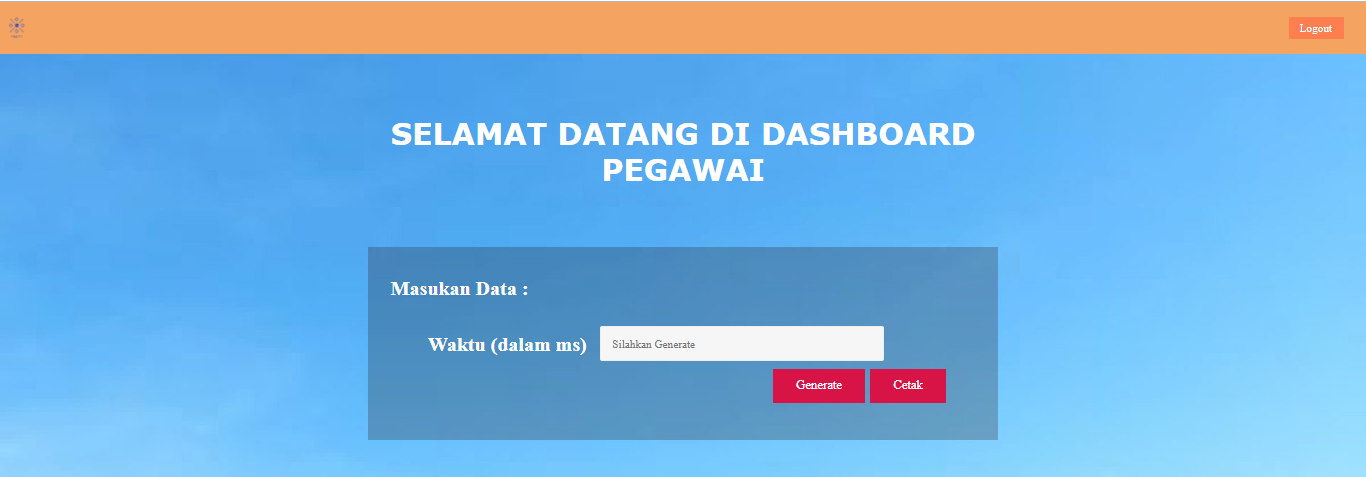 Logout
SELAMAT DATANG DI DASHBOARD
PEGAWAI
Masukan Data :
Waktu (dalam ms) Silahkan Generate
Generate Cetak